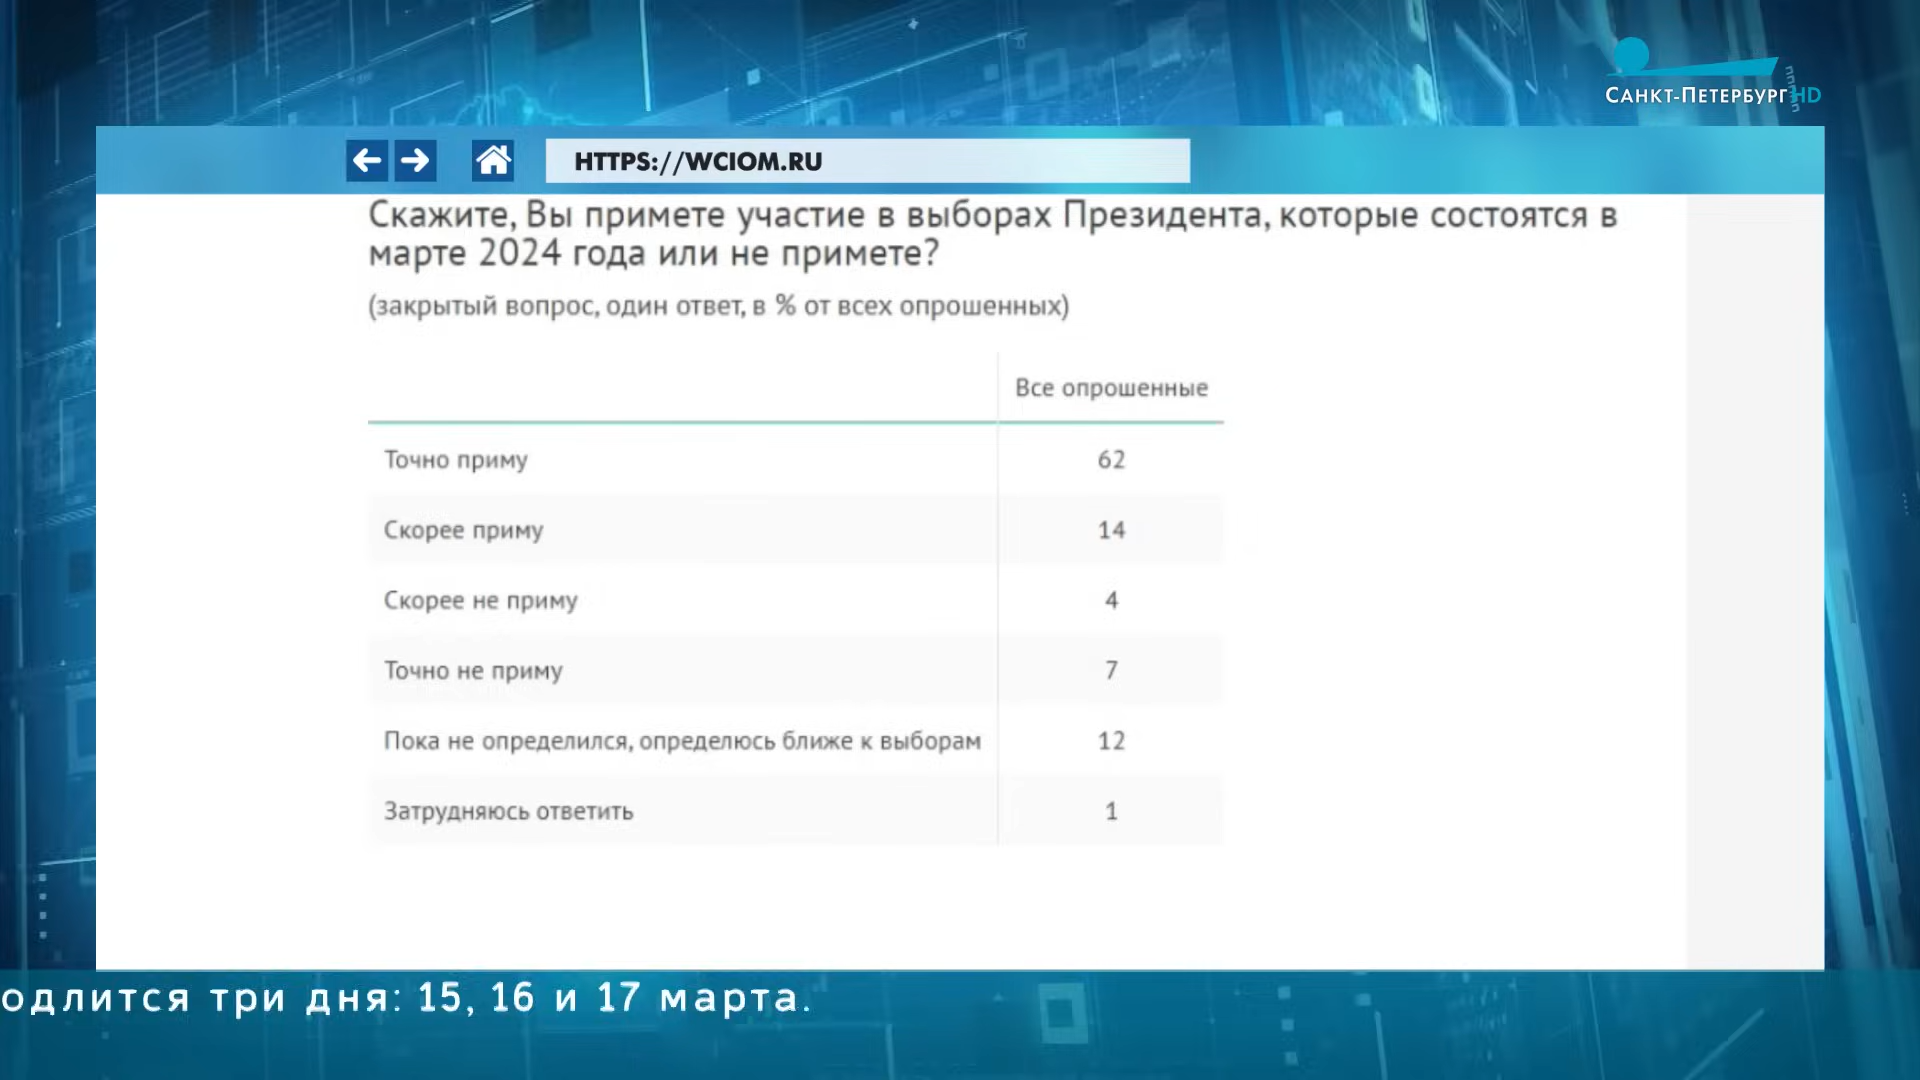 САНКТ-ПЕТЕРБУРГ HD
HTTPS://WCIOM.RU
Скажите, Вы примете участие в выборах Президента, которые состоятся в
марте 2024 года или не примете?
(закрытый вопрос, один ответ, в % от всех опрошенных)
Все опрошенные
Точно приму 62
Скорее приму 14
Скорее не приму 4
Точно не приму 7
Пока не определился, определюсь ближе к выборам 12
Затрудняюсь ответить 1
одлится три дня: 15, 16 и 17 марта.